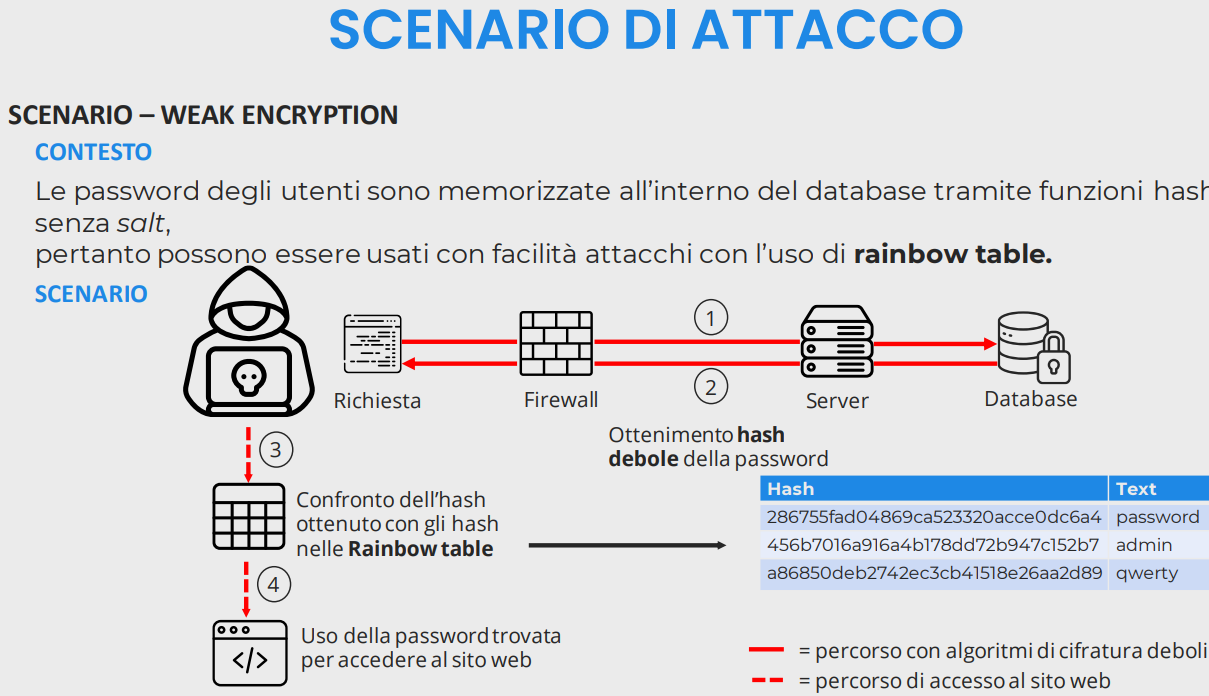 SCENARIO DI ATTACCO
SCENARIO – WEAK ENCRYPTION
CONTESTO
Le password degli utenti sono memorizzate all’interno del database tramite funzioni hash
senza salt,
pertanto possono essere usati con facilità attacchi con l’uso di rainbow table.
SCENARIO
1
Richiesta
Firewall
2
Server
Database
Ottenimento hash
debole della password
3
Confronto dell’hash
ottenuto con gli hash
nelle Rainbow table
Hash Text
286755fad04869ca523320acce0dc6a4 password
456b7016a916a4b178dd72b947c152b7 admin
a86850deb2742ec3cb41518e26aa2d89 qwerty
4
Uso della password trovata
per accedere al sito web
= percorso con algoritmi di cifratura deboli
= percorso di accesso al sito web